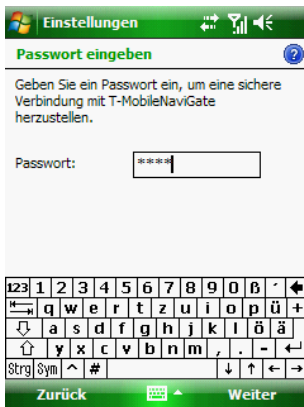 Einstellungen
Passwort eingeben
Geben Sie ein Passwort ein, um eine sichere
Verbindung mit T-MobileNaviGate
herzustellen.
Passwort: ****
123 1 2 3 4 5 6 7 8 9 0 ß ´
q w e r t z u i o p ü +
a s d f g h j k l ö ä
y x c v b n m , . -
Strg Sym ^ #
Zurück Weiter